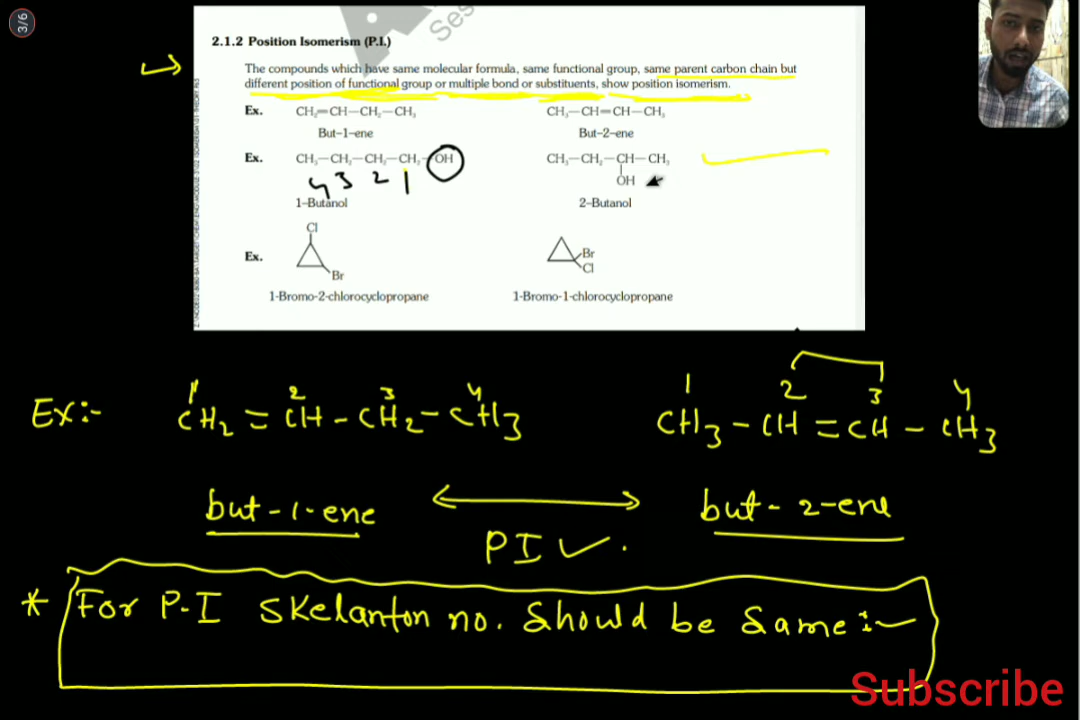 3/6
Ses
2.1.2 Position Isomerism (P.I.)
The compounds which have same molecular formula, same functional group, same parent carbon chain but
different position of functional group or multiple bond or substituents, show position isomerism.
Ex. CH₂=CH–CH₂–CH₃ CH₃–CH=CH–CH₃
But-1-ene But-2-ene
Ex. CH₃–CH₂–CH₂–CH₂–OH CH₃–CH₂–CH–CH₃
4 3 2 1 OH
1-Butanol 2-Butanol
Cl
Ex. Br Br
Cl
1-Bromo-2-chlorocyclopropane 1-Bromo-1-chlorocyclopropane
1 2 3 4 1 2 3 4
Ex:- CH₂ = CH - CH₂ - CH₃ CH₃ - CH = CH - CH₃
but-1-ene but-2-ene
PI
* For P-I Skelanton no. Should be Same :-
Subscribe